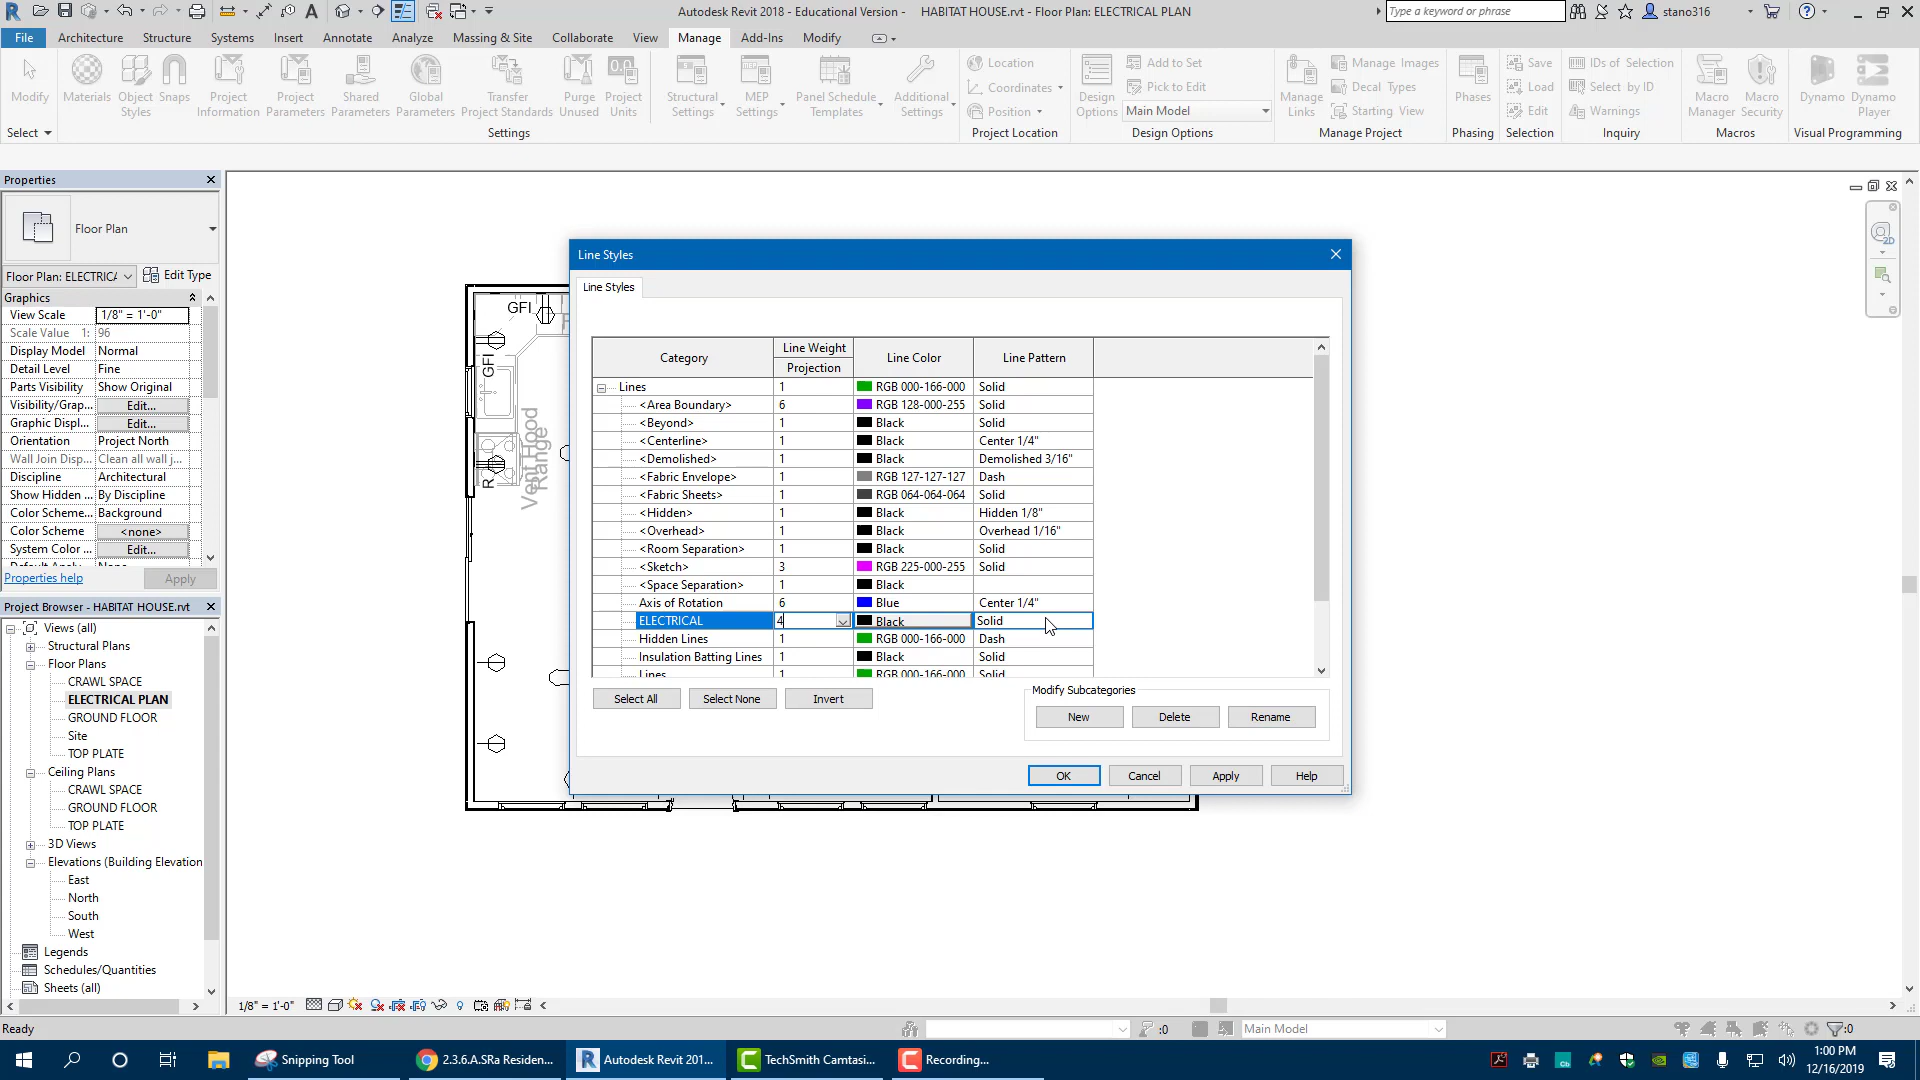 Autodesk Revit 2018 - Educational Version - HABITAT HOUSE.rvt - Floor Plan: ELECTRICAL PLAN
Type a keyword or phrase
stano316
File Architecture Structure Systems Insert Annotate Analyze Massing & Site Collaborate View Manage Add-Ins Modify
Modify
Materials
Object Styles
Snaps
Project Information
Project Parameters
Shared Parameters
Global Parameters
Transfer Project Standards
Purge Unused
Project Units
Structural Settings
MEP Settings
Panel Schedule Templates
Additional Settings
Location
Coordinates
Position
Design Options
Add to Set
Pick to Edit
Main Model
Manage Links
Manage Images
Decal Types
Starting View
Phases
Save
Load
Edit
IDs of Selection
Select by ID
Warnings
Macro Manager
Macro Security
Dynamo
Dynamo Player
Select Settings Project Location Design Options Manage Project Phasing Selection Inquiry Macros Visual Programming
Properties
Floor Plan
Floor Plan: ELECTRICA Edit Type
Graphics
View Scale 1/8" = 1'-0"
Scale Value 1: 96
Display Model Normal
Detail Level Fine
Parts Visibility Show Original
Visibility/Grap... Edit...
Graphic Displ... Edit...
Orientation Project North
Wall Join Disp... Clean all wall j...
Discipline Architectural
Show Hidden ... By Discipline
Color Scheme... Background
Color Scheme <none>
System Color ... Edit...
Properties help Apply
Project Browser - HABITAT HOUSE.rvt
Views (all)
Structural Plans
Floor Plans
CRAWL SPACE
ELECTRICAL PLAN
GROUND FLOOR
Site
TOP PLATE
Ceiling Plans
CRAWL SPACE
GROUND FLOOR
TOP PLATE
3D Views
Elevations (Building Elevation
East
North
South
West
Legends
Schedules/Quantities
Sheets (all)
GFI
GFI
Vent Hood
Range
R
2D
Line Styles
Line Styles
Category Line Weight Projection Line Color Line Pattern
Lines 1 RGB 000-166-000 Solid
<Area Boundary> 6 RGB 128-000-255 Solid
<Beyond> 1 Black Solid
<Centerline> 1 Black Center 1/4"
<Demolished> 1 Black Demolished 3/16"
<Fabric Envelope> 1 RGB 127-127-127 Dash
<Fabric Sheets> 1 RGB 064-064-064 Solid
<Hidden> 1 Black Hidden 1/8"
<Overhead> 1 Black Overhead 1/16"
<Room Separation> 1 Black Solid
<Sketch> 3 RGB 225-000-255 Solid
<Space Separation> 1 Black
Axis of Rotation 6 Blue Center 1/4"
ELECTRICAL 4 Black Solid
Hidden Lines 1 RGB 000-166-000 Dash
Insulation Batting Lines 1 Black Solid
Lines 1 RGB 000-166-000 Solid
Select All Select None Invert
Modify Subcategories
New Delete Rename
OK Cancel Apply Help
1/8" = 1'-0"
Ready
:0
Main Model
:0
Snipping Tool
2.3.6.A.SRa Residen...
Autodesk Revit 201...
TechSmith Camtasi...
Recording...
1:00 PM
12/16/2019